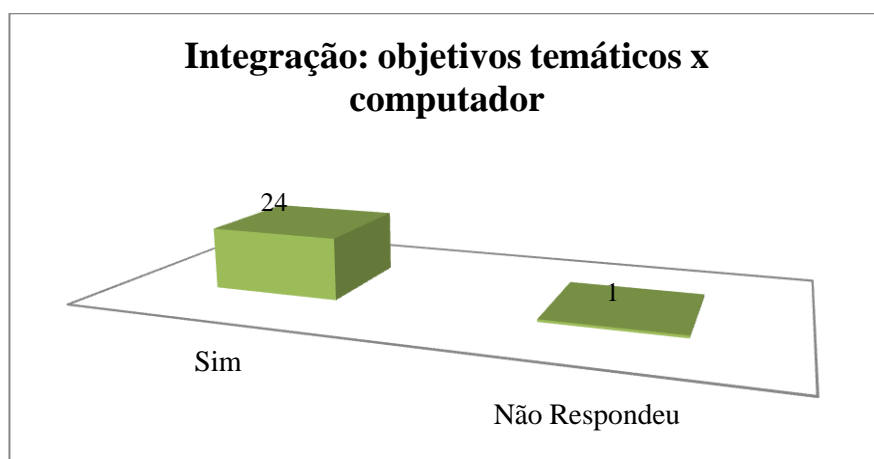 Integração: objetivos temáticos x
computador
24
1
Sim
Não Respondeu